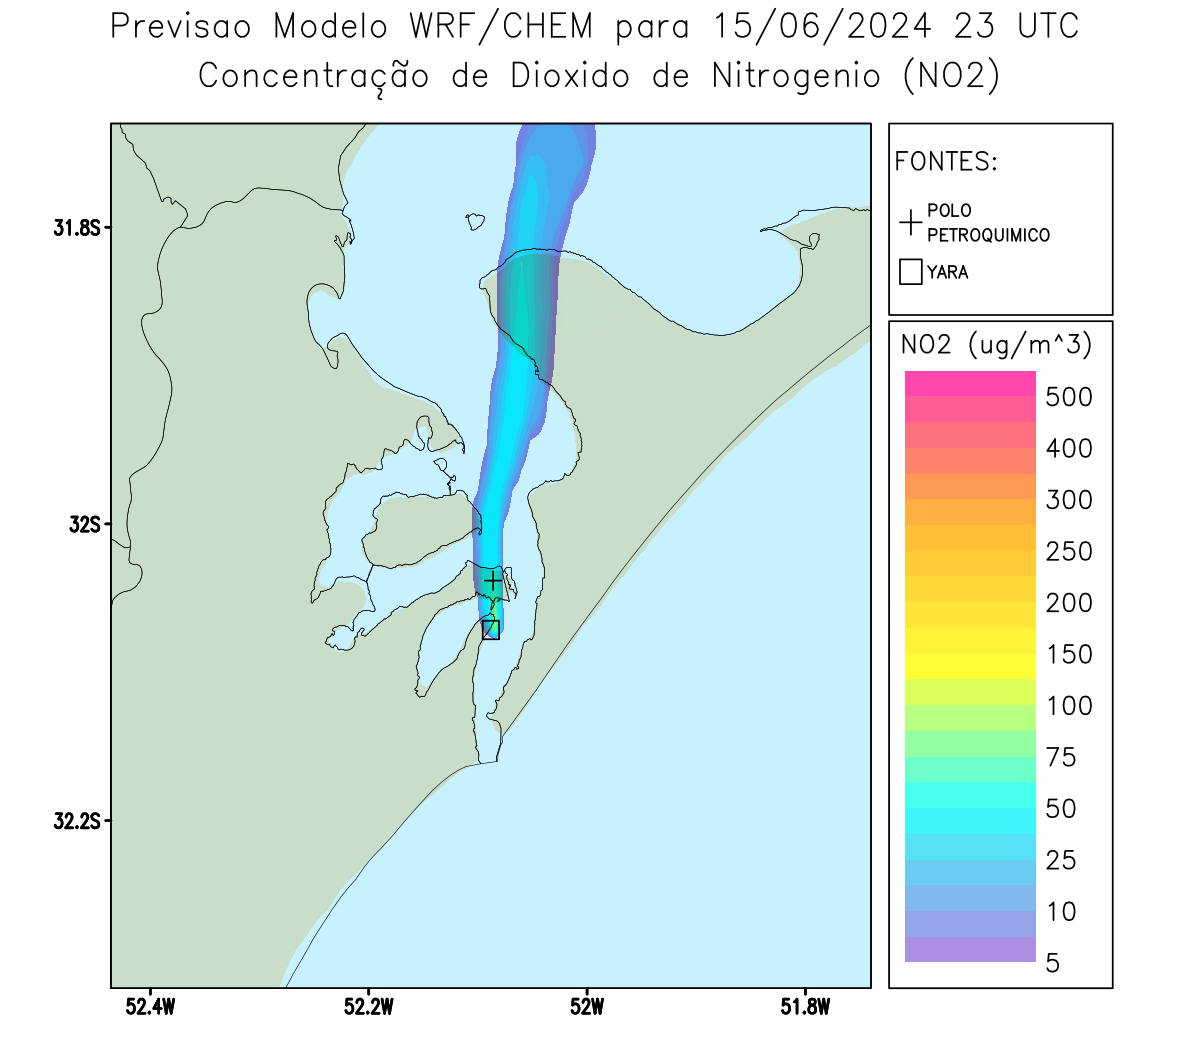 Previsao Modelo WRF/CHEM para 15/06/2024 23 UTC
Concentração de Dioxido de Nitrogenio (NO2)
FONTES:
POLO
PETROQUIMICO
YARA
NO2 (ug/m^3)
500
400
300
250
200
150
100
75
50
25
10
5
31.8S
32S
32.2S
52.4W
52.2W
52W
51.8W